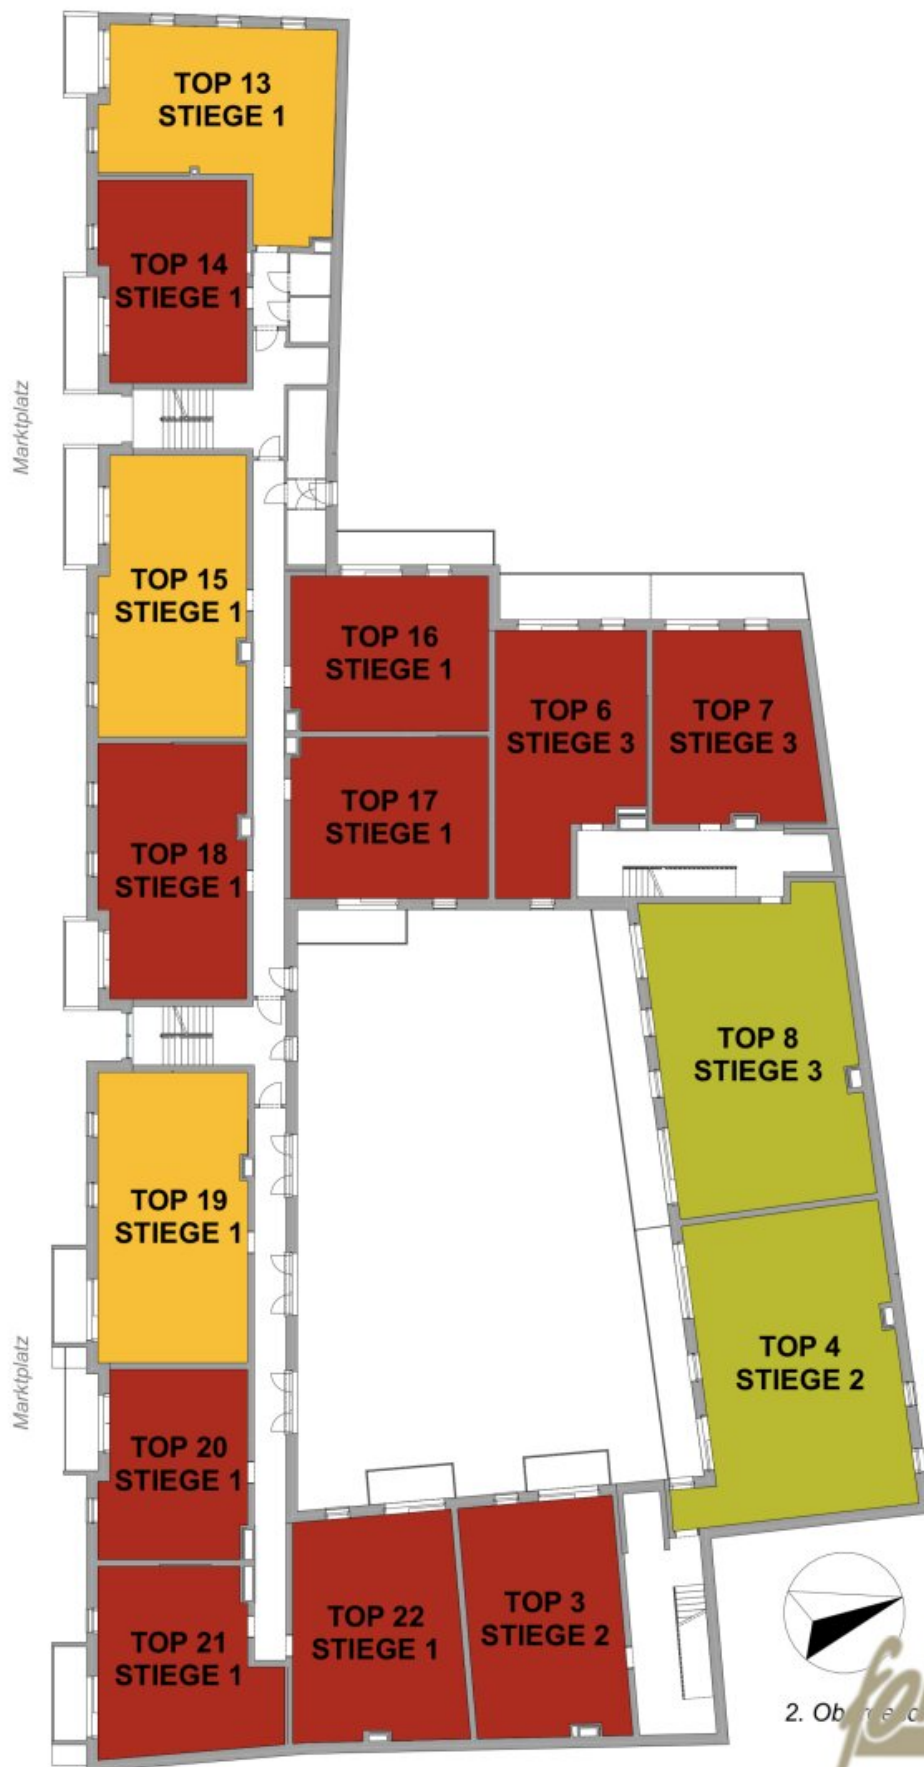 TOP 13
STIEGE 1
TOP 14
STIEGE 1
Marktplatz
TOP 15
STIEGE 1
TOP 16
STIEGE 1
TOP 6
STIEGE 3
TOP 7
STIEGE 3
TOP 17
STIEGE 1
TOP 18
STIEGE 1
TOP 8
STIEGE 3
TOP 19
STIEGE 1
TOP 4
STIEGE 2
Marktplatz
TOP 20
STIEGE 1
TOP 22
STIEGE 1
TOP 3
STIEGE 2
TOP 21
STIEGE 1
2.